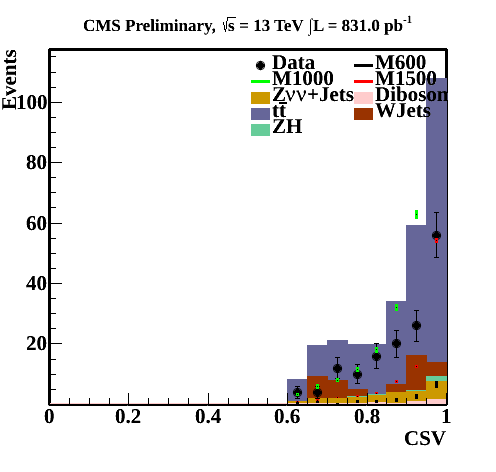 CMS Preliminary, √s = 13 TeV ∫L = 831.0 pb⁻¹
Events
Data
M600
M1000
M1500
Zνν+Jets
Diboson
tt̄
WJets
ZH
100
80
60
40
20
0 0.2 0.4 0.6 0.8 1
CSV